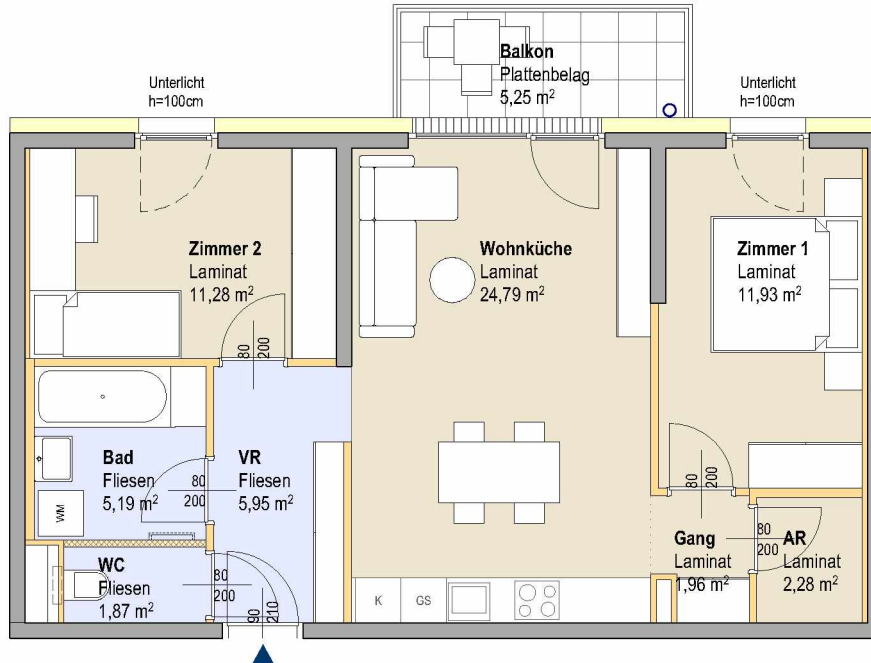 Balkon
Plattenbelag
5,25 m²
Unterlicht
h=100cm
Unterlicht
h=100cm
Zimmer 2
Laminat
11,28 m²
Wohnküche
Laminat
24,79 m²
Zimmer 1
Laminat
11,93 m²
80
200
Bad
Fliesen
5,19 m²
80
200
VR
Fliesen
5,95 m²
80
200
WM
WC
Fliesen
1,87 m²
80
200
90
210
K
GS
Gang
Laminat
1,96 m²
80
200
AR
Laminat
2,28 m²